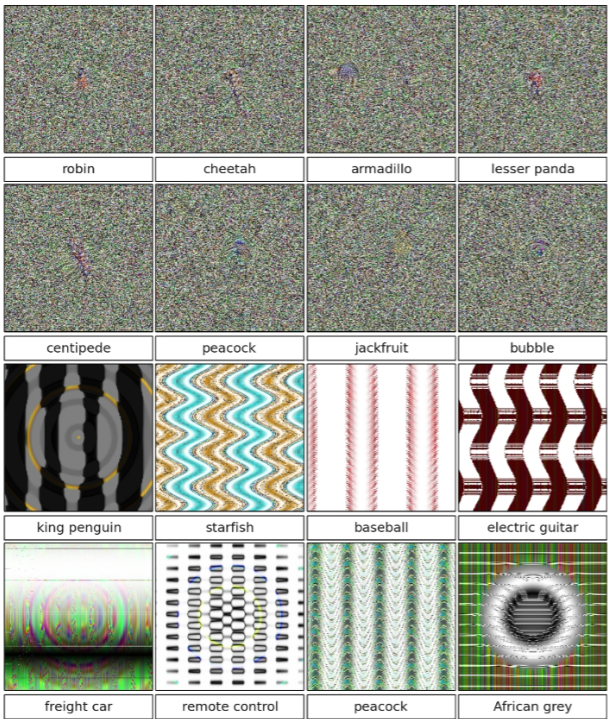 robin
cheetah
armadillo
lesser panda
centipede
peacock
jackfruit
bubble
king penguin
starfish
baseball
electric guitar
freight car
remote control
peacock
African grey